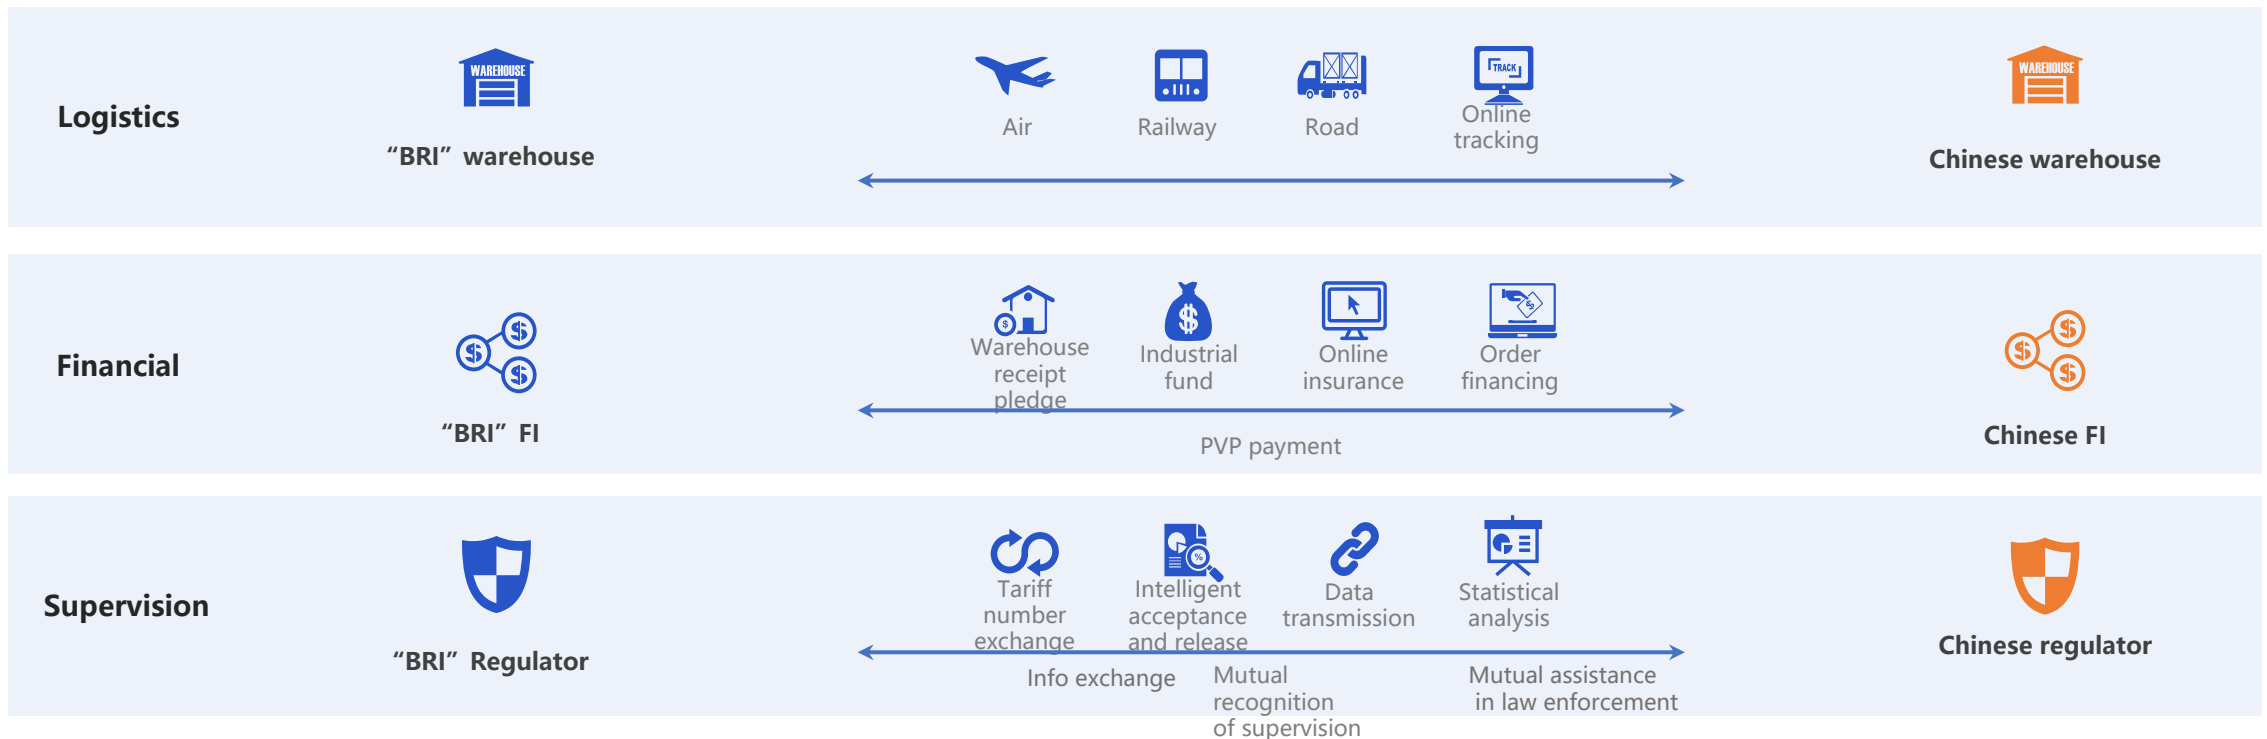 Logistics
WAREHOUSE
“BRI” warehouse
Air
Railway
Road
TRACK
Online
tracking
WAREHOUSE
Chinese warehouse
Financial
$
$
$
“BRI” FI
$
Warehouse
receipt
pledge
$
Industrial
fund
Online
insurance
$
Order
financing
PVP payment
$
$
$
Chinese FI
Supervision
“BRI” Regulator
Tariff
number
exchange
%
Intelligent
acceptance
and release
Data
transmission
Statistical
analysis
Info exchange
Mutual
recognition
of supervision
Mutual assistance
in law enforcement
Chinese regulator